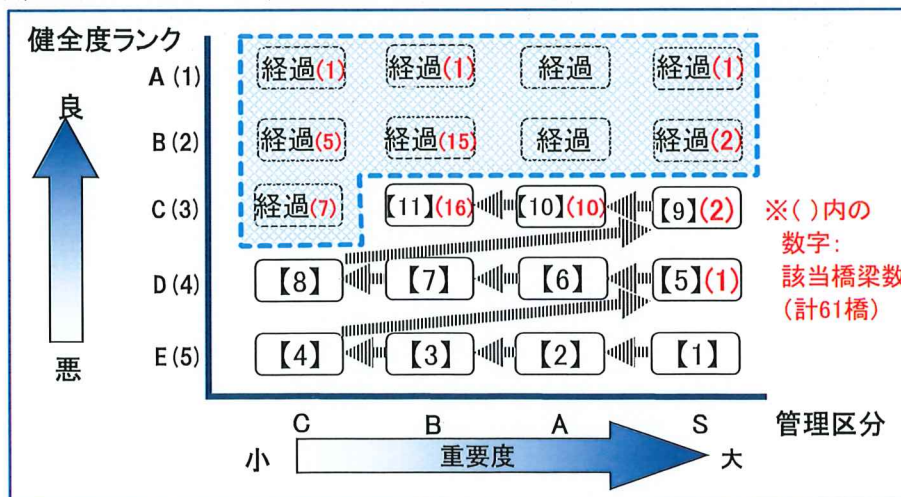 健全度ランク
良
悪
A(1) 経過(1) 経過(1) 経過 経過(1)
B(2) 経過(5) 経過(15) 経過 経過(2)
C(3) 経過(7) 【11】(16) 【10】(10) 【9】(2)
D(4) 【8】 【7】 【6】 【5】(1)
E(5) 【4】 【3】 【2】 【1】
※( )内の
数字:
該当橋梁数
(計61橋)
C B A S 管理区分
小 重要度 大